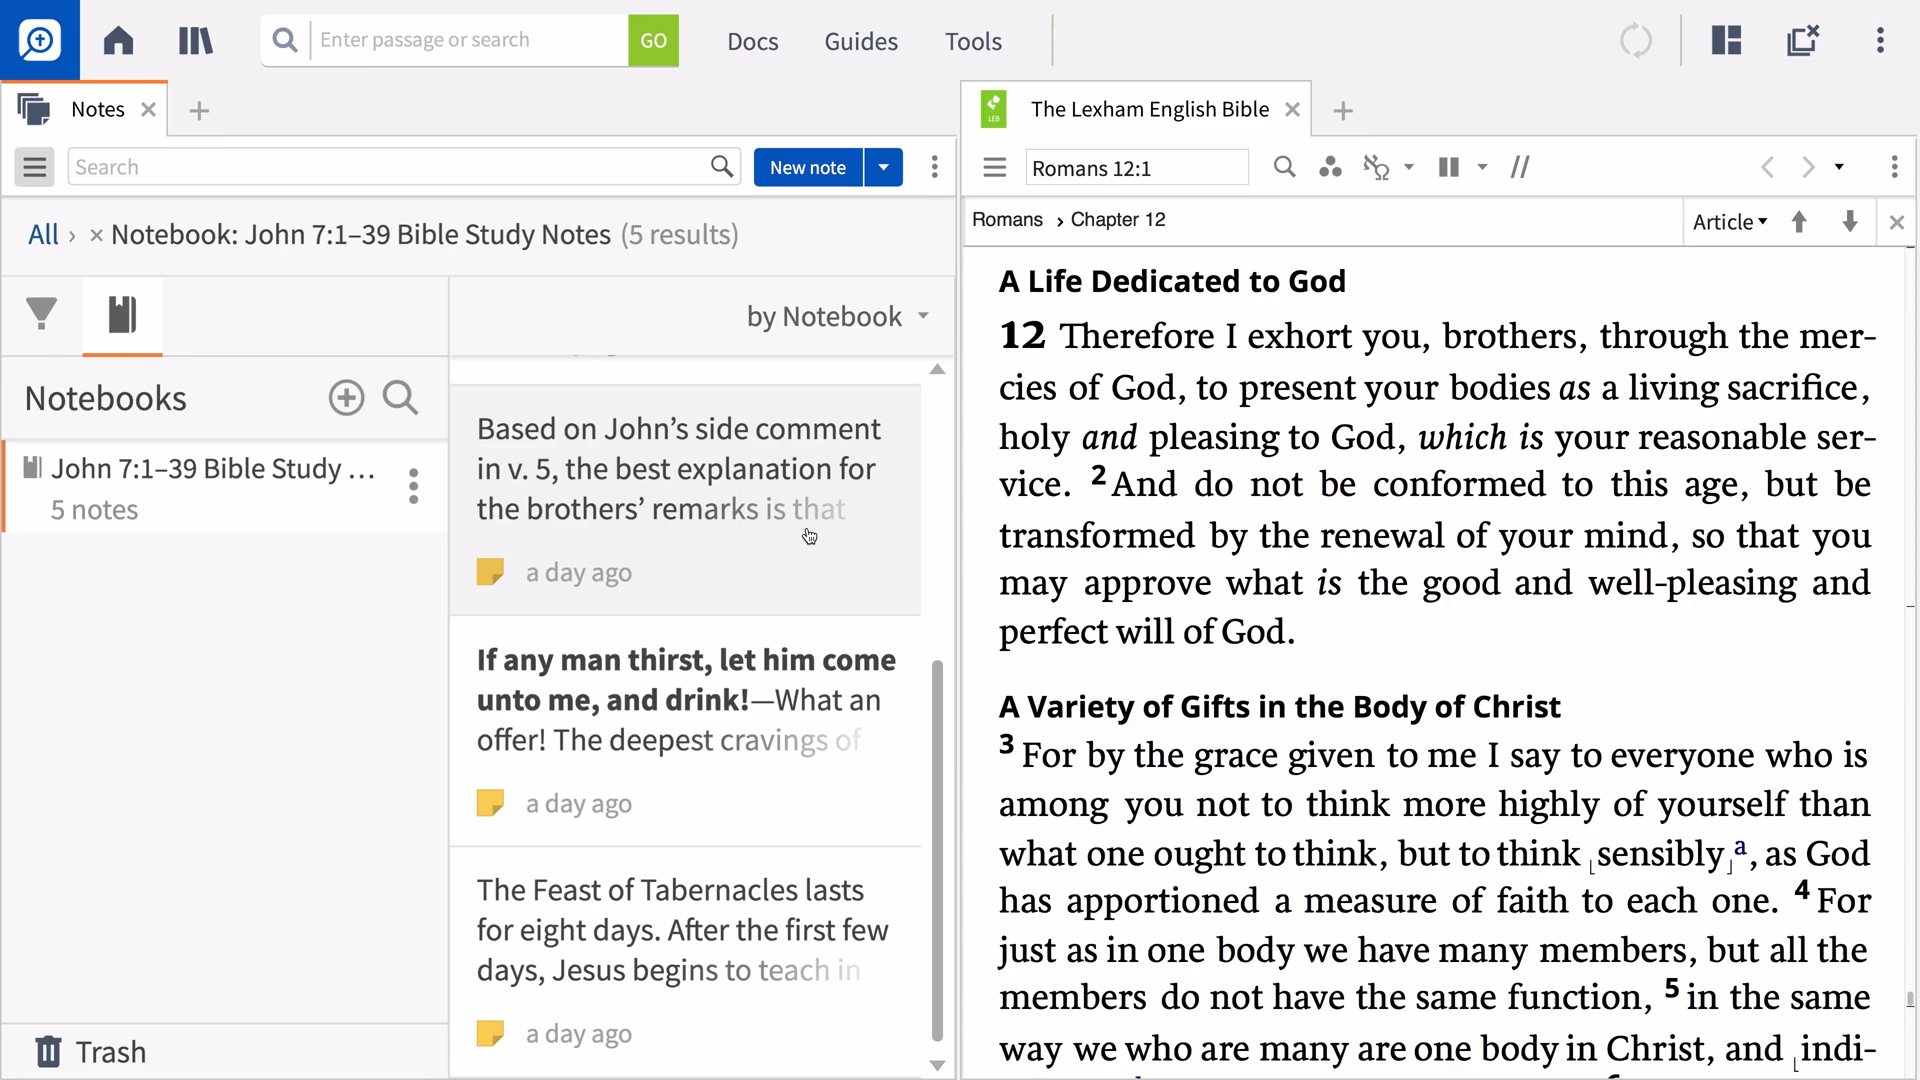 Enter passage or search
GO
Docs
Guides
Tools
Notes
Search
New note
All › × Notebook: John 7:1–39 Bible Study Notes (5 results)
by Notebook
Notebooks
John 7:1–39 Bible Study …
5 notes
Based on John’s side comment
in v. 5, the best explanation for
the brothers’ remarks is that
a day ago
If any man thirst, let him come
unto me, and drink!—What an
offer! The deepest cravings of
a day ago
The Feast of Tabernacles lasts
for eight days. After the first few
days, Jesus begins to teach in
a day ago
Trash
LEB
The Lexham English Bible
Romans 12:1
Romans › Chapter 12
Article
A Life Dedicated to God
12 Therefore I exhort you, brothers, through the mer-
cies of God, to present your bodies as a living sacrifice,
holy and pleasing to God, which is your reasonable ser-
vice. 2 And do not be conformed to this age, but be
transformed by the renewal of your mind, so that you
may approve what is the good and well-pleasing and
perfect will of God.
A Variety of Gifts in the Body of Christ
3 For by the grace given to me I say to everyone who is
among you not to think more highly of yourself than
what one ought to think, but to think ⌊sensibly⌋a, as God
has apportioned a measure of faith to each one. 4 For
just as in one body we have many members, but all the
members do not have the same function, 5 in the same
way we who are many are one body in Christ, and ⌊indi-